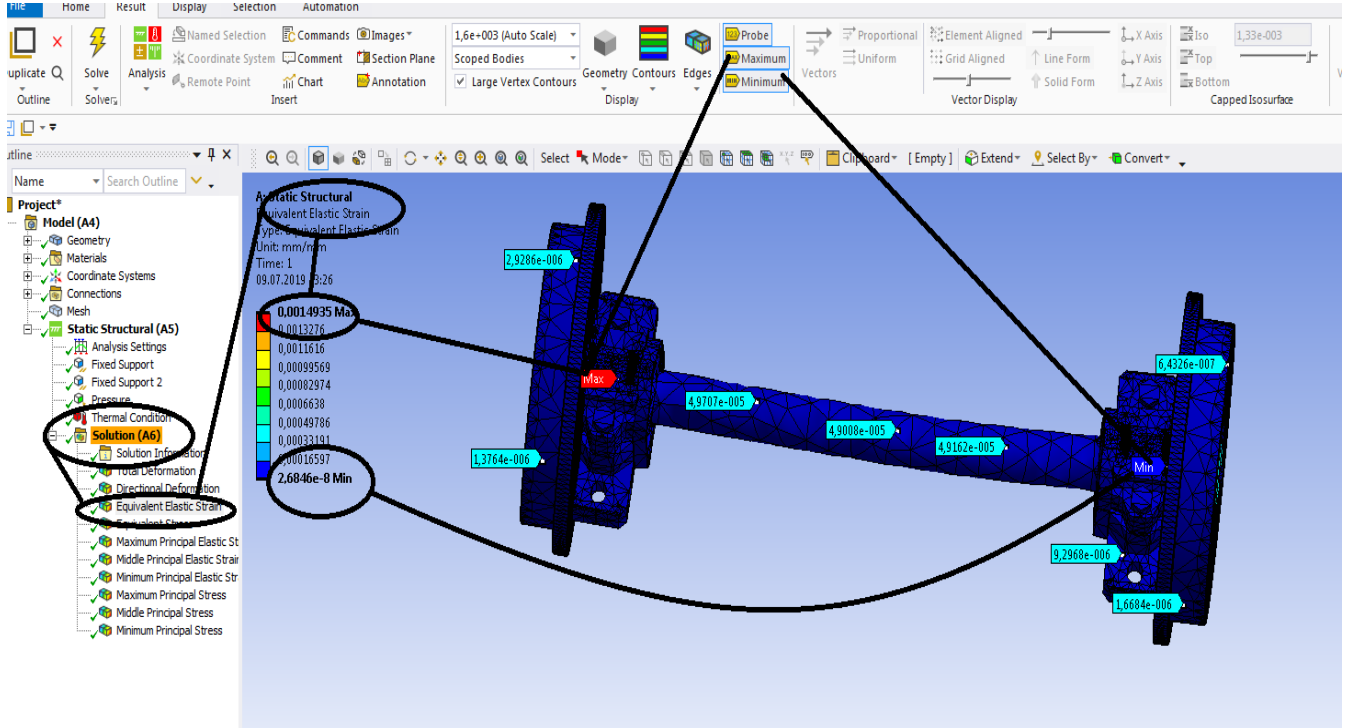 File Home Result Display Selection Automation
Named Selection Commands Images 1,6e+003 (Auto Scale) Probe Proportional Element Aligned X Axis Iso 1,33e-003
Coordinate System Comment Section Plane Scoped Bodies Maximum Uniform Grid Aligned Line Form Y Axis Top
Duplicate Q Solve Analysis Remote Point Chart Annotation Large Vertex Contours Geometry Contours Edges Minimum Vectors Solid Form Z Axis Bottom
Outline Solver Insert Display Vector Display Capped Isosurface
utline Select Mode Clipboard [ Empty ] Extend Select By Convert
Name Search Outline
Project*
Model (A4)
Geometry
Materials
Coordinate Systems
Connections
Mesh
Static Structural (A5)
Analysis Settings
Fixed Support
Fixed Support 2
Pressure
Thermal Condition
Solution (A6)
Solution Information
Total Deformation
Directional Deformation
Equivalent Elastic Strain
Equivalent Stress
Maximum Principal Elastic St
Middle Principal Elastic Strair
Minimum Principal Elastic Str
Maximum Principal Stress
Middle Principal Stress
Minimum Principal Stress
A: Static Structural
Equivalent Elastic Strain
Type: Equivalent Elastic Strain
Unit: mm/mm
Time: 1
09.07.2019 :26
0,0014935 Max
0,0013276
0,0011616
0,00099569
0,00082974
0,0006638
0,00049786
0,00033191
0,00016597
2,6846e-8 Min
2,9286e-006
Max
1,3764e-006
4,9707e-005
4,9008e-005
4,9162e-005
6,4326e-007
Min
9,2968e-006
1,6684e-006